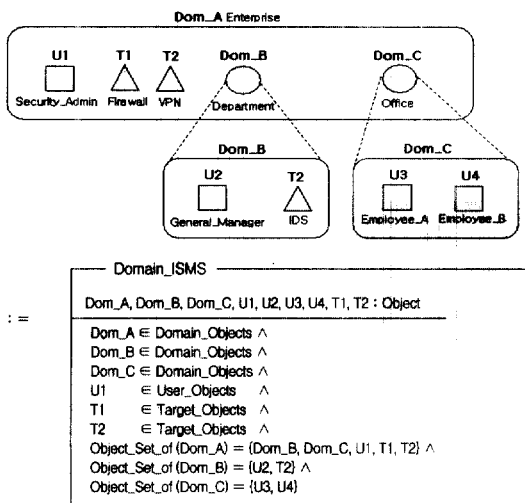 Dom_A Enterprise
U1 T1 T2 Dom_B Dom_C
Security_Admin Firewall VPN Department Office
Dom_B Dom_C
U2 T2 U3 U4
General_Manager IDS Employee_A Employee_B
Domain_ISMS
Dom_A, Dom_B, Dom_C, U1, U2, U3, U4, T1, T2 : Object
: =
Dom_A ∈ Domain_Objects ∧
Dom_B ∈ Domain_Objects ∧
Dom_C ∈ Domain_Objects ∧
U1 ∈ User_Objects ∧
T1 ∈ Target_Objects ∧
T2 ∈ Target_Objects ∧
Object_Set_of (Dom_A) = {Dom_B, Dom_C, U1, T1, T2} ∧
Object_Set_of (Dom_B) = {U2, T2} ∧
Object_Set_of (Dom_C) = {U3, U4}